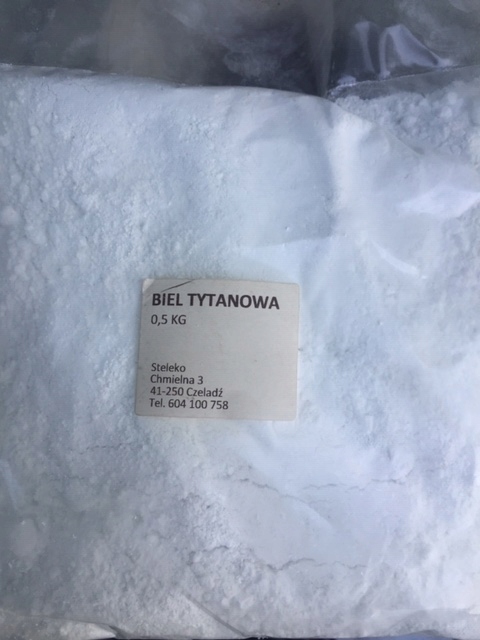 BIEL TYTANOWA
0,5 KG
Steleko
Chmielna 3
41-250 Czeladź
Tel. 604 100 758